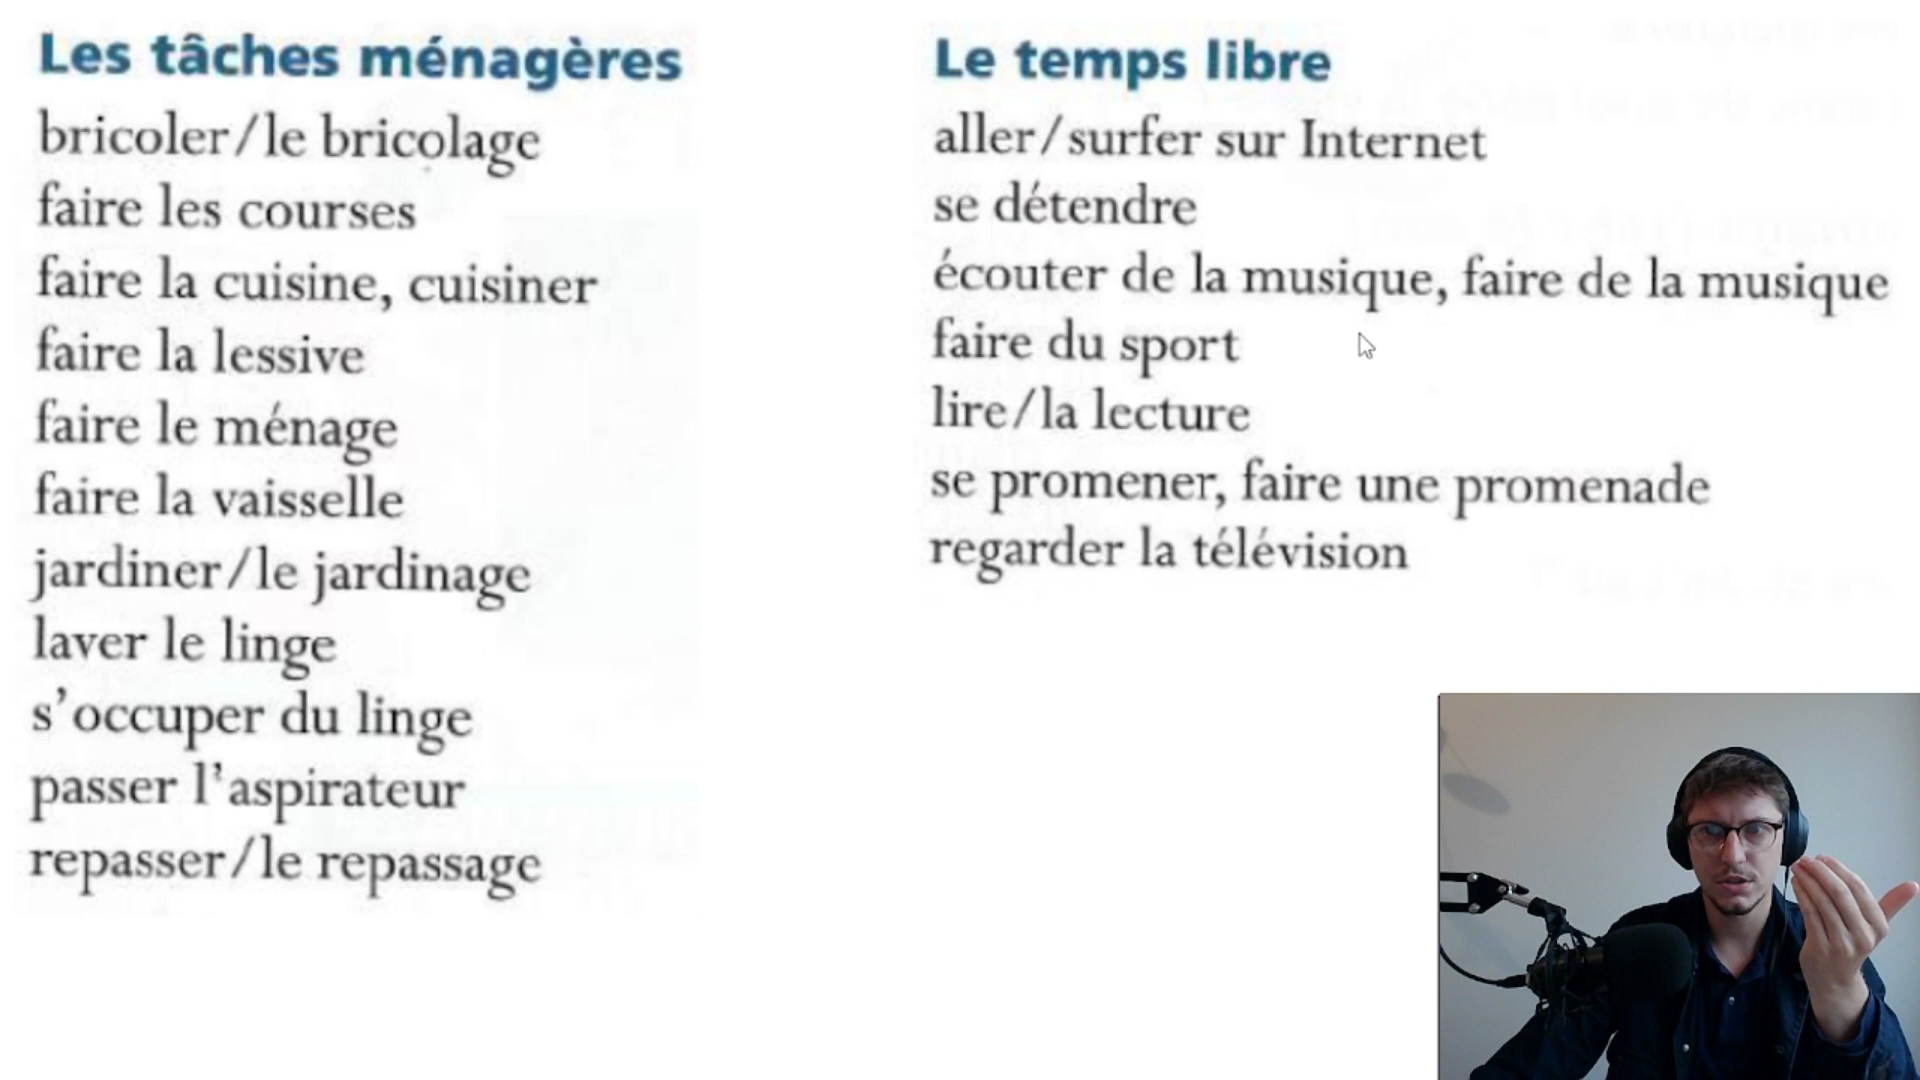 Les tâches ménagères
bricoler/le bricolage
faire les courses
faire la cuisine, cuisiner
faire la lessive
faire le ménage
faire la vaisselle
jardiner/le jardinage
laver le linge
s'occuper du linge
passer l'aspirateur
repasser/le repassage
Le temps libre
aller/surfer sur Internet
se détendre
écouter de la musique, faire de la musique
faire du sport
lire/la lecture
se promener, faire une promenade
regarder la télévision